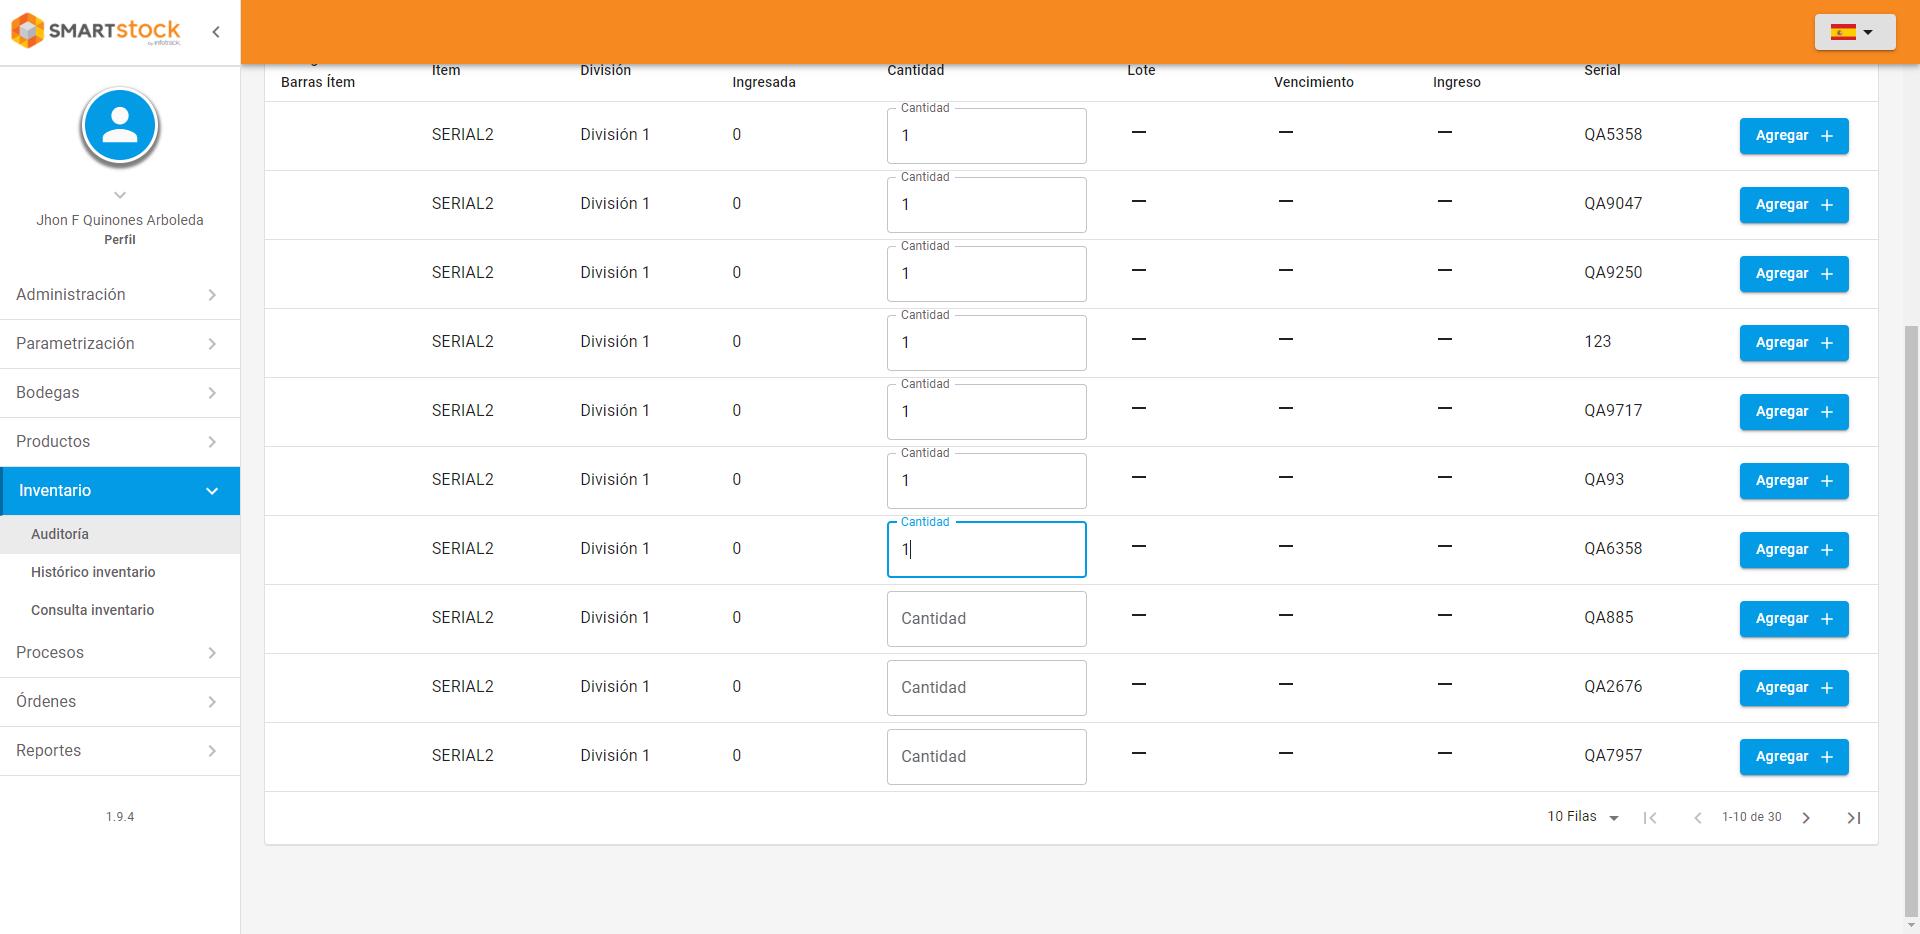 SMARTstock
by infotrack
Jhon F Quinones Arboleda
Perfil
Administración
Parametrización
Bodegas
Productos
Inventario
Auditoría
Histórico inventario
Consulta inventario
Procesos
Órdenes
Reportes
1.9.4
Barras Ítem Item División Ingresada Cantidad Lote Vencimiento Ingreso Serial
Cantidad
SERIAL2 División 1 0 1 — — — QA5358 Agregar +
Cantidad
SERIAL2 División 1 0 1 — — — QA9047 Agregar +
Cantidad
SERIAL2 División 1 0 1 — — — QA9250 Agregar +
Cantidad
SERIAL2 División 1 0 1 — — — 123 Agregar +
Cantidad
SERIAL2 División 1 0 1 — — — QA9717 Agregar +
Cantidad
SERIAL2 División 1 0 1 — — — QA93 Agregar +
Cantidad
SERIAL2 División 1 0 1 — — — QA6358 Agregar +
SERIAL2 División 1 0 Cantidad — — — QA885 Agregar +
SERIAL2 División 1 0 Cantidad — — — QA2676 Agregar +
SERIAL2 División 1 0 Cantidad — — — QA7957 Agregar +
10 Filas 1-10 de 30